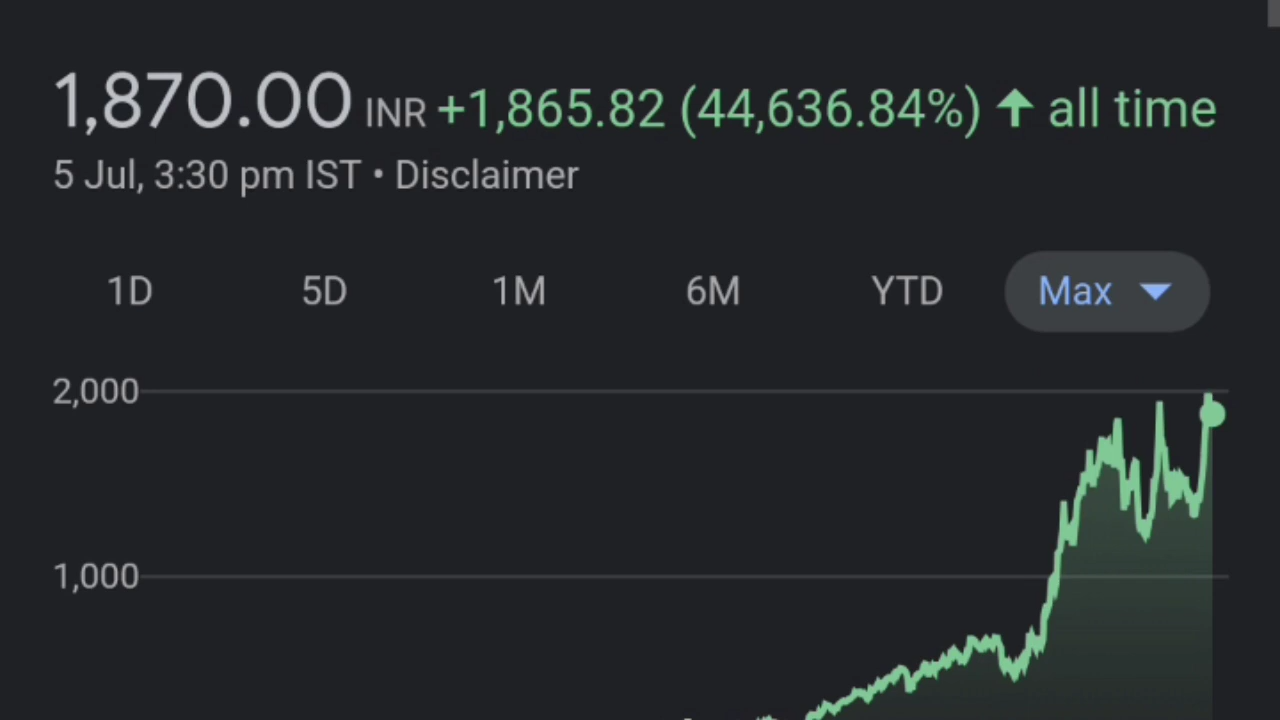 1,870.00 INR +1,865.82 (44,636.84%) ↑ all time
5 Jul, 3:30 pm IST • Disclaimer
1D 5D 1M 6M YTD Max
2,000
1,000